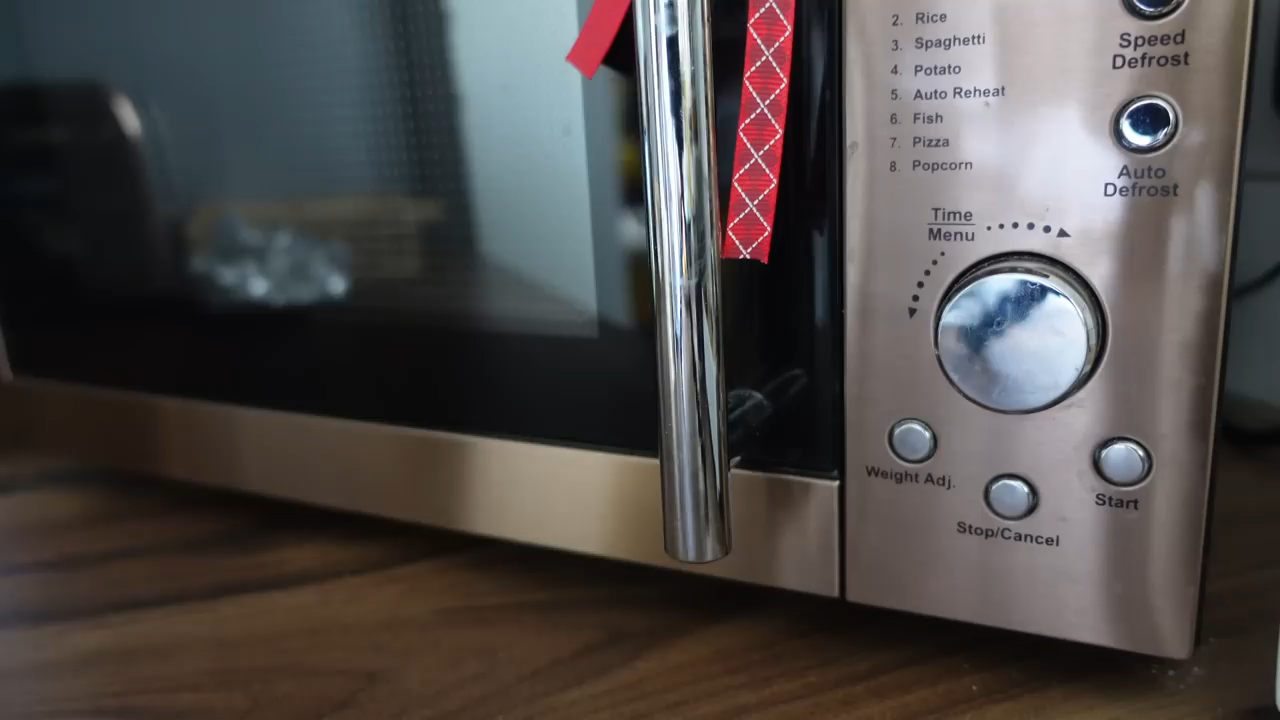 2. Rice
3. Spaghetti
4. Potato
5. Auto Reheat
6. Fish
7. Pizza
8. Popcorn
Speed
Defrost
Auto
Defrost
Time
Menu
Weight Adj.
Stop/Cancel
Start